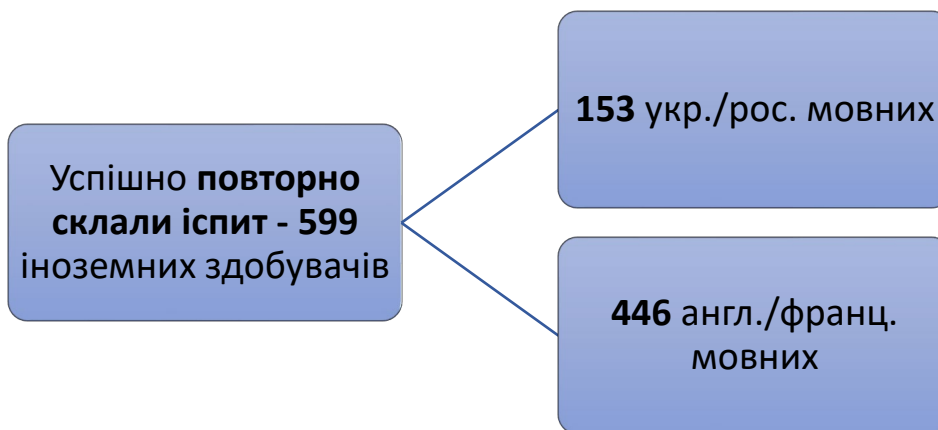 Успішно повторно
склали іспит - 599
іноземних здобувачів
153 укр./рос. мовних
446 англ./франц.
мовних